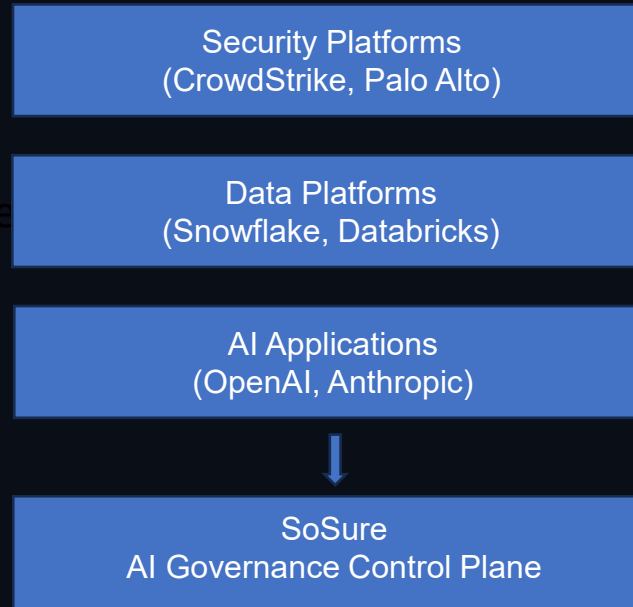 Security Platforms
(CrowdStrike, Palo Alto)
Data Platforms
(Snowflake, Databricks)
AI Applications
(OpenAI, Anthropic)
SoSure
AI Governance Control Plane